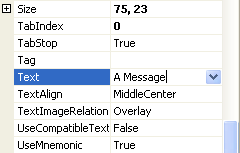 Size 75, 23
TabIndex 0
TabStop True
Tag
Text A Message
TextAlign MiddleCenter
TextImageRelation Overlay
UseCompatibleText False
UseMnemonic True